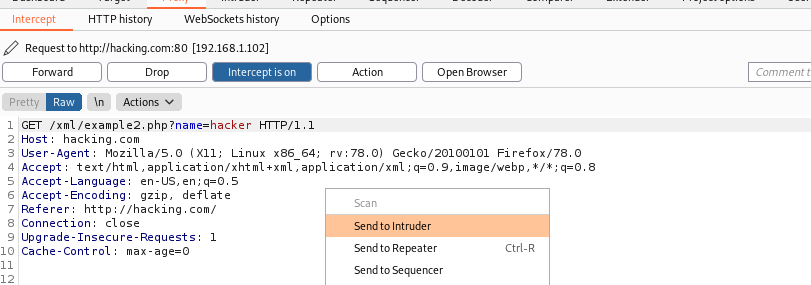 Intercept HTTP history WebSockets history Options
Request to http://hacking.com:80 [192.168.1.102]
Forward Drop Intercept is on Action Open Browser Comment t
Pretty Raw \n Actions
1 GET /xml/example2.php?name=hacker HTTP/1.1
2 Host: hacking.com
3 User-Agent: Mozilla/5.0 (X11; Linux x86_64; rv:78.0) Gecko/20100101 Firefox/78.0
4 Accept: text/html,application/xhtml+xml,application/xml;q=0.9,image/webp,*/*;q=0.8
5 Accept-Language: en-US,en;q=0.5
6 Accept-Encoding: gzip, deflate
7 Referer: http://hacking.com/
8 Connection: close
9 Upgrade-Insecure-Requests: 1
10 Cache-Control: max-age=0
11
12
Scan
Send to Intruder
Send to Repeater Ctrl-R
Send to Sequencer